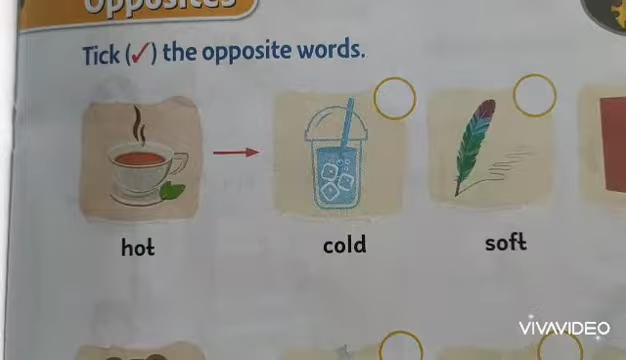 Opposites
Tick (✓) the opposite words.
hot
cold
soft
VIVAVIDEO